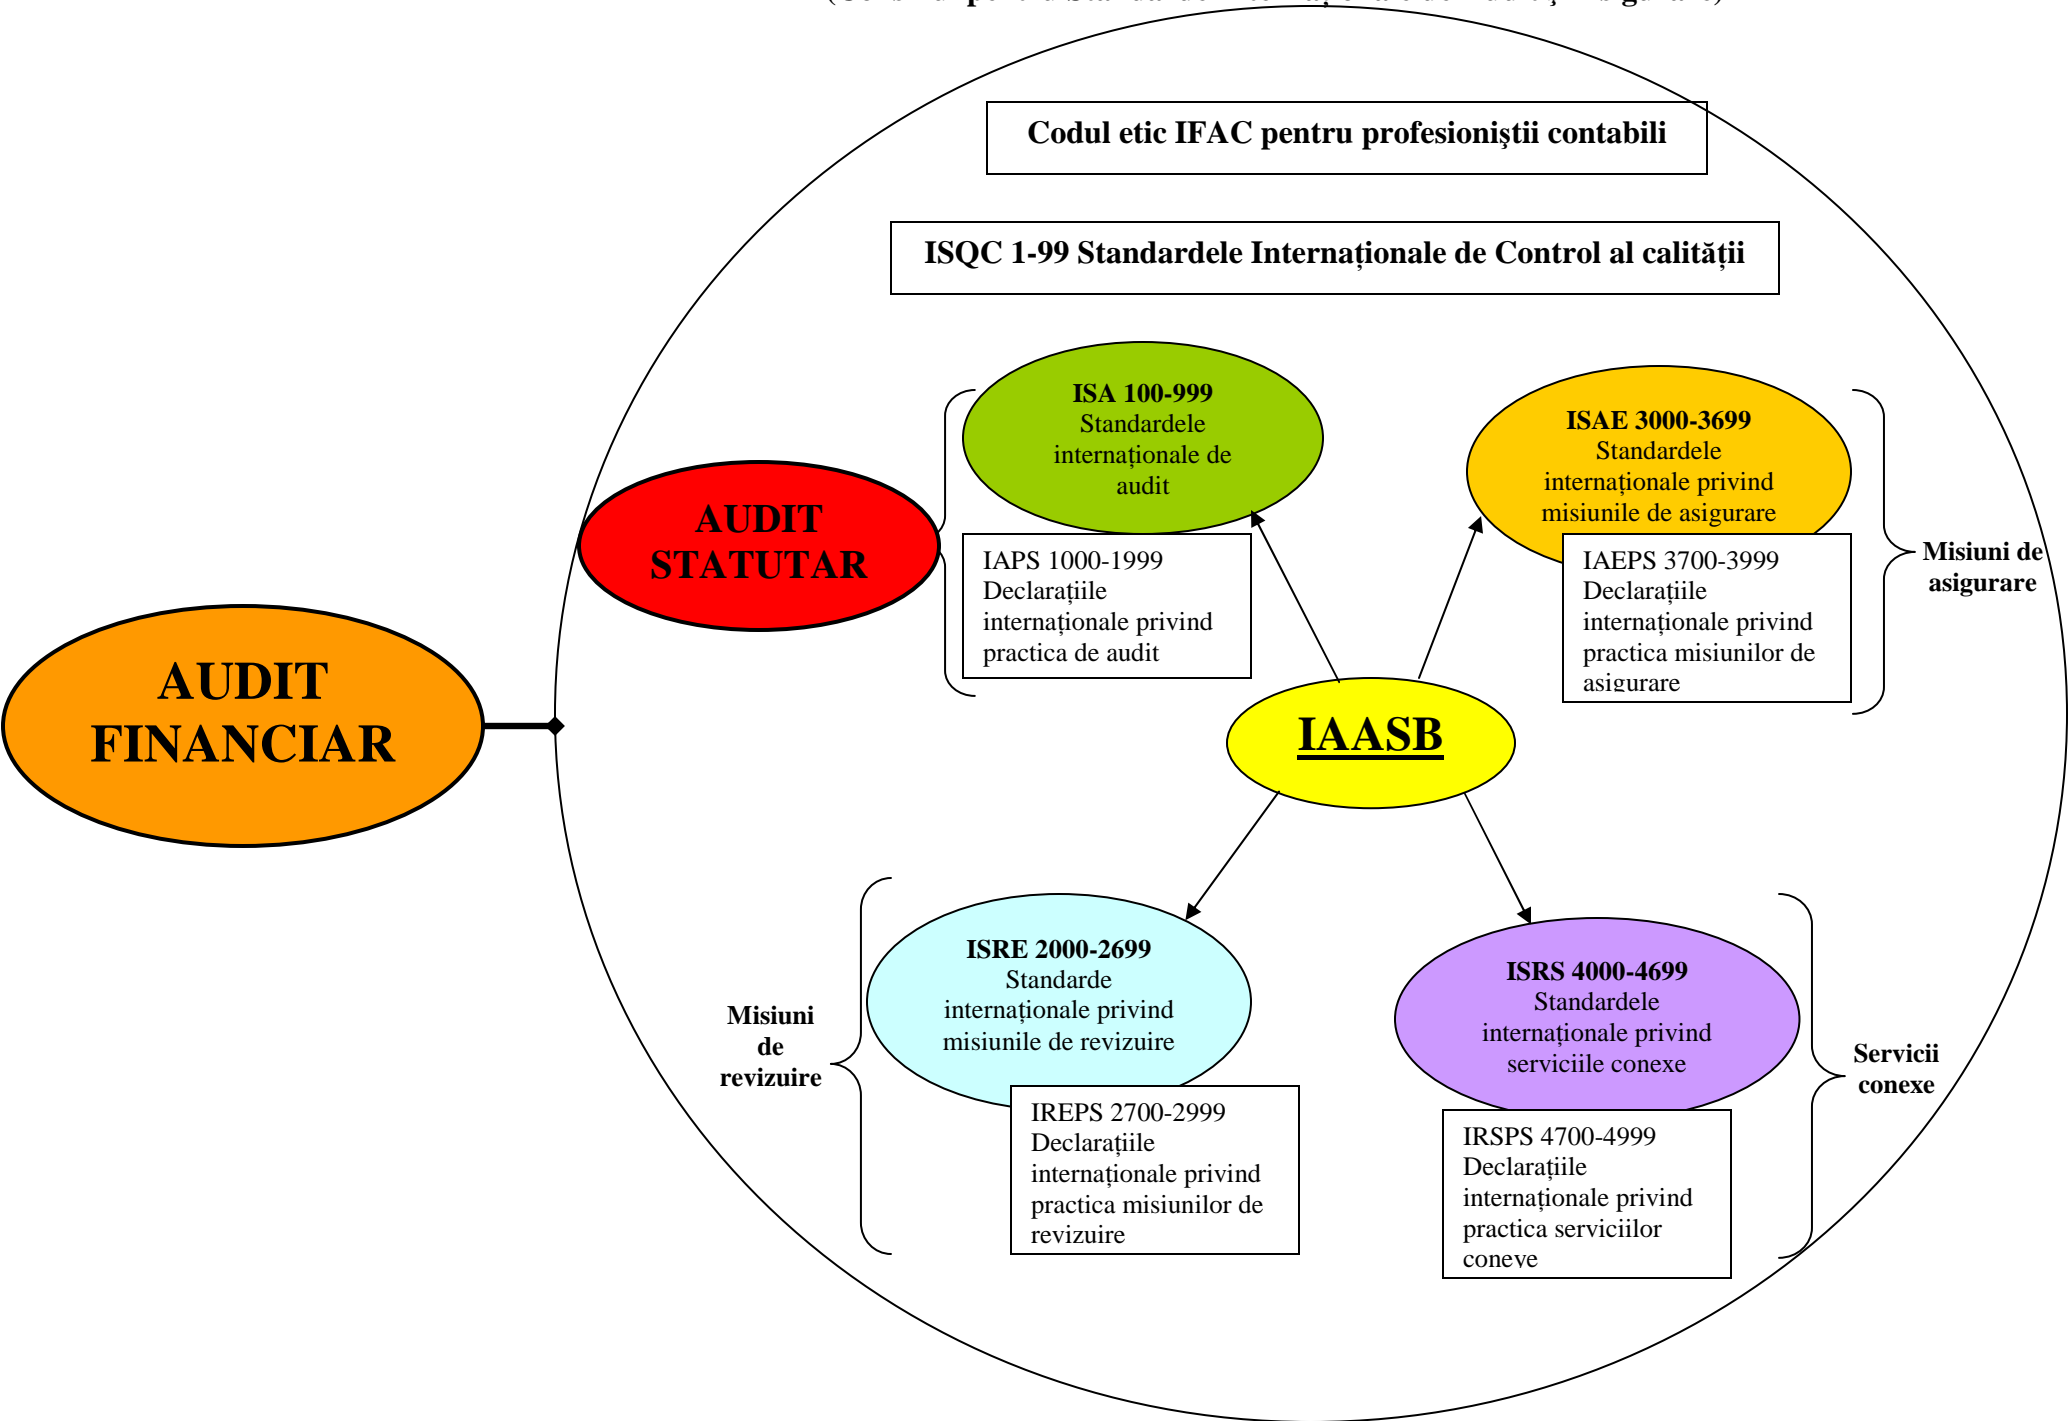 Codul etic IFAC pentru profesioniştii contabili
ISQC 1-99 Standardele Internaționale de Control al calității
ISA 100-999
Standardele
internaționale de
audit
ISAE 3000-3699
Standardele
internaționale privind
misiunile de asigurare
AUDIT
STATUTAR
IAPS 1000-1999
Declarațiile
internaționale privind
practica de audit
IAEPS 3700-3999
Declarațiile
internaționale privind
practica misiunilor de
asigurare
Misiuni de
asigurare
AUDIT
FINANCIAR
IAASB
ISRE 2000-2699
Standarde
internaționale privind
misiunile de revizuire
ISRS 4000-4699
Standardele
internaționale privind
serviciile conexe
Misiuni
de
revizuire
Servicii
conexe
IREPS 2700-2999
Declarațiile
internaționale privind
practica misiunilor de
revizuire
IRSPS 4700-4999
Declarațiile
internaționale privind
practica serviciilor
conexe